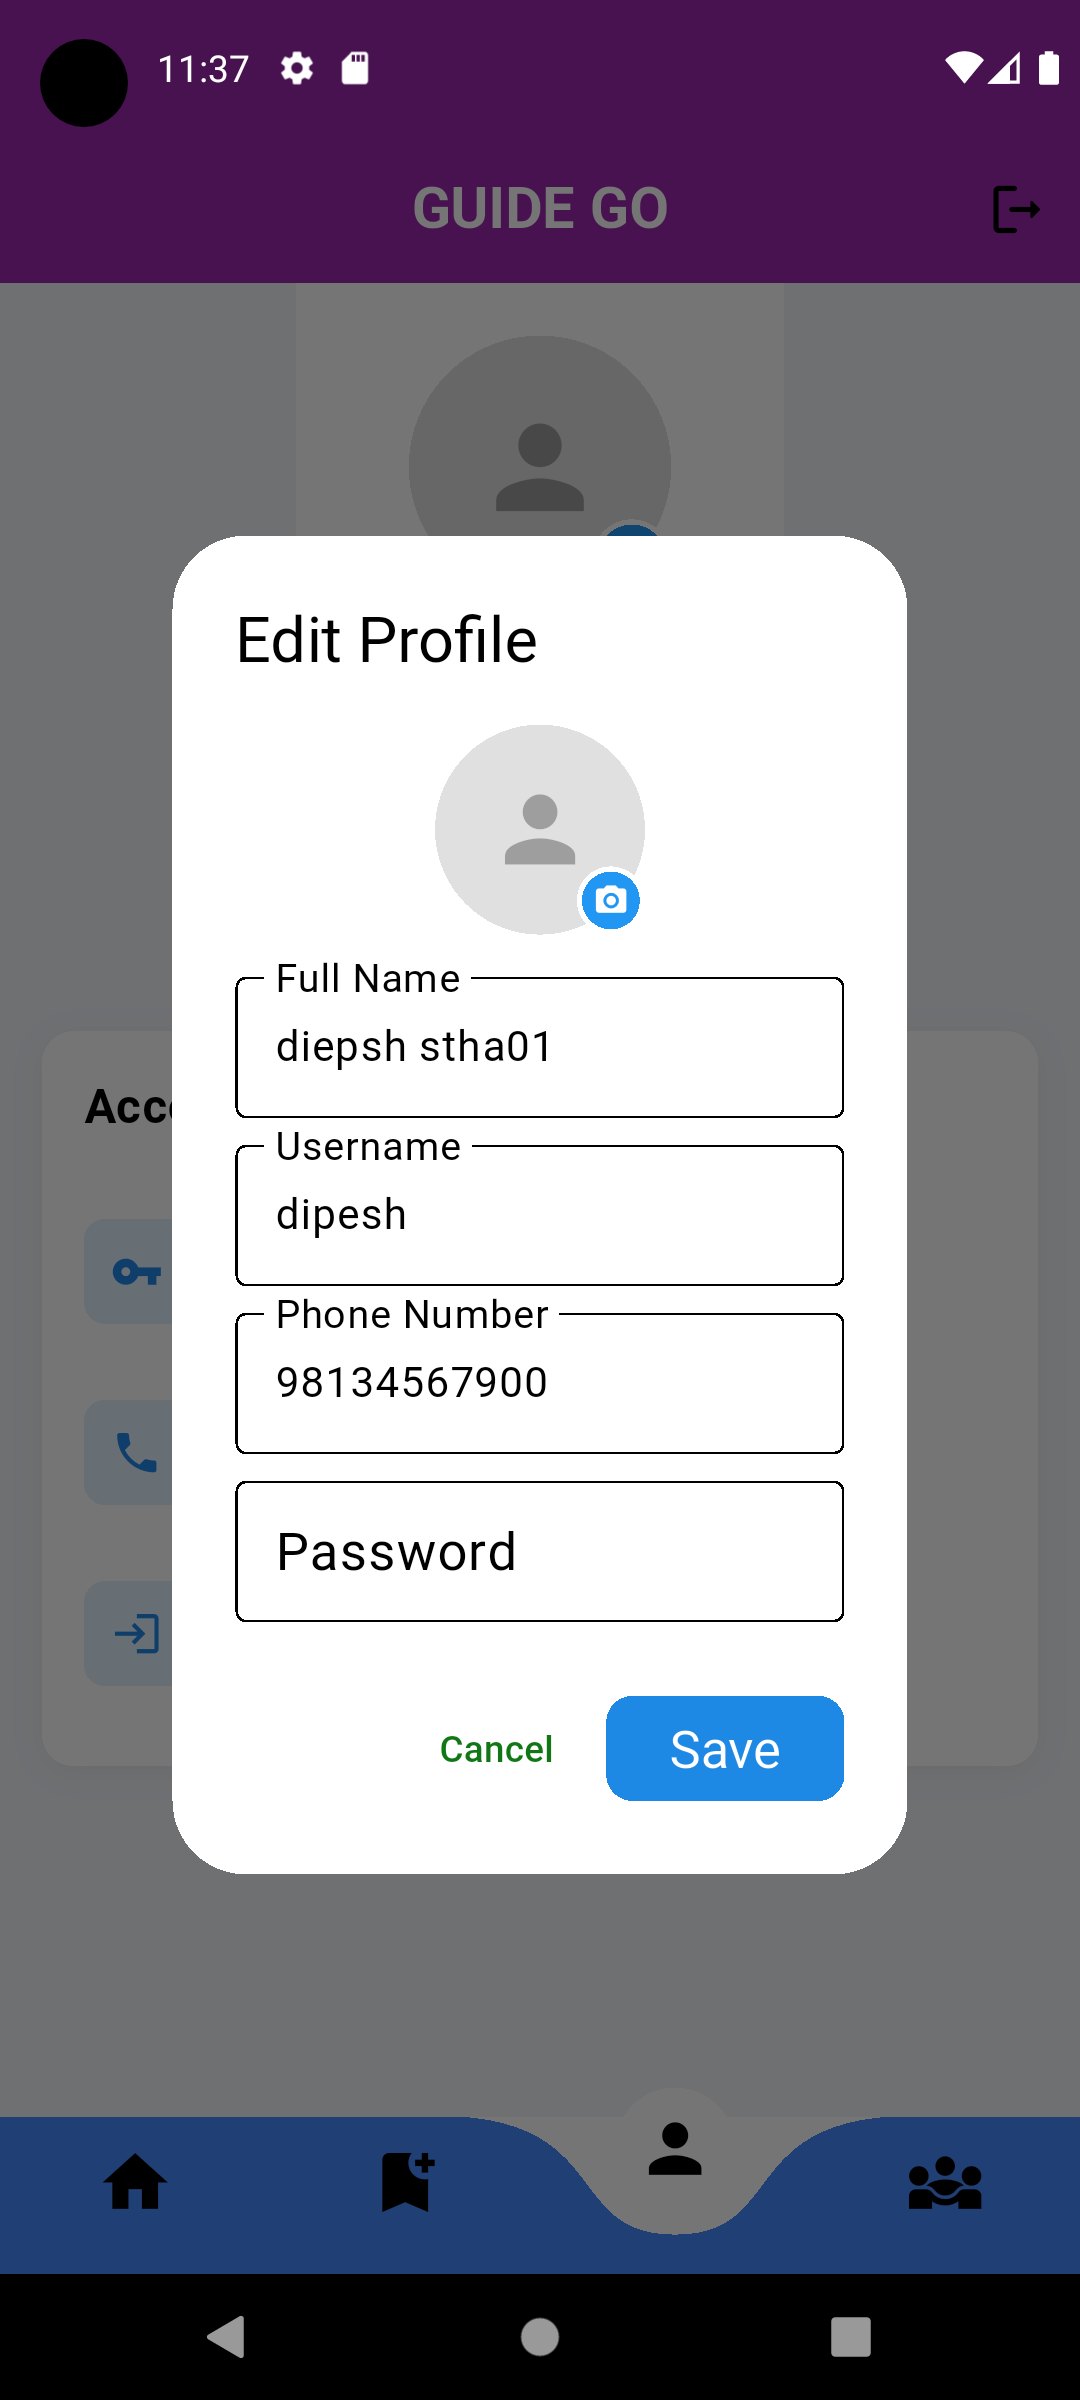 11:37
GUIDE GO
Edit Profile
Full Name
diepsh stha01
Acc
Username
dipesh
Phone Number
98134567900
Password
Cancel
Save